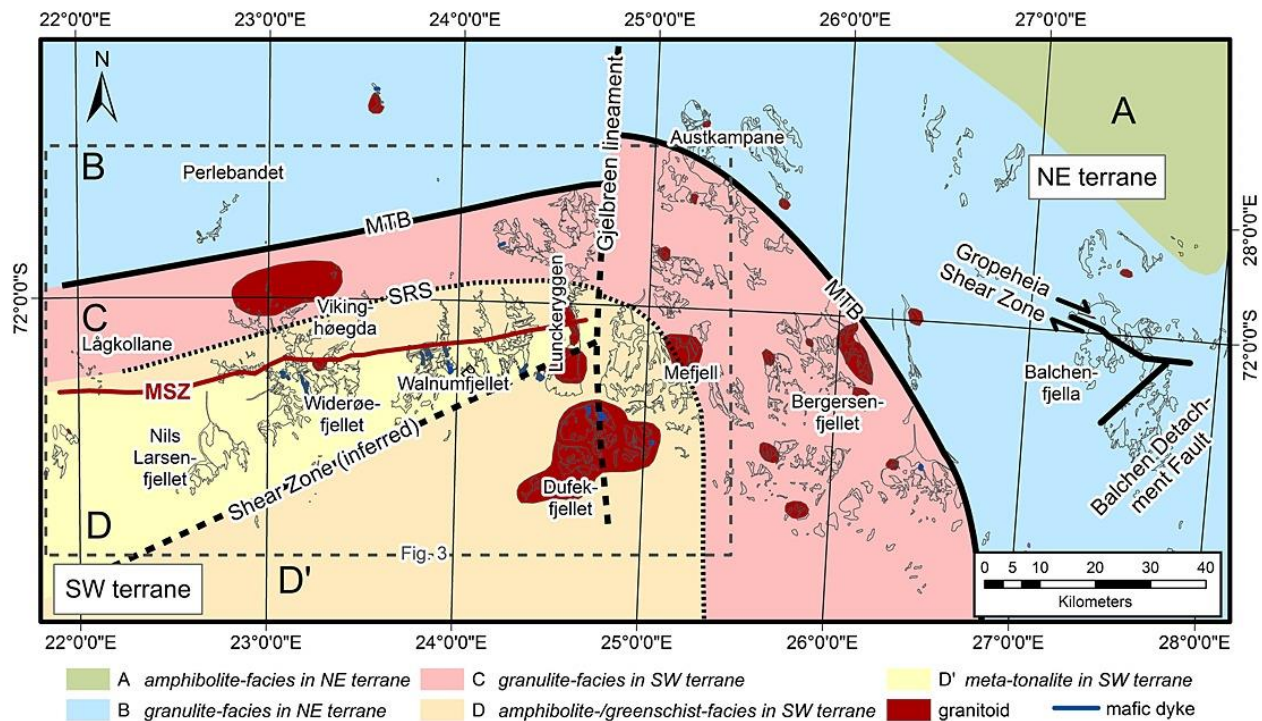 22°0'0"E
23°0'0"E
24°0'0"E
25°0'0"E
26°0'0"E
27°0'0"E
N
A
Gjelbreen lineament
Austkampane
B
NE terrane
Perlebandet
MTB
28°0'0"E
Gropeheia
Shear Zone
72°0'0"S
SRS
MTB
Viking-
høegda
Lunckeryggen
C
Lågkollane
72°0'0"S
Mefjell
Balchen-
fjella
MSZ
Walnumfjellet
Widerøe-
fjellet
Bergersen-
fjellet
Nils
Larsen-
fjellet
Shear Zone (inferred)
Balchen Detach-
ment Fault
Dufek-
fjellet
D
Fig. 3
D'
SW terrane
0 5 10 20 30 40
Kilometers
22°0'0"E
23°0'0"E
24°0'0"E
25°0'0"E
26°0'0"E
27°0'0"E
28°0'0"E
A amphibolite-facies in NE terrane
C granulite-facies in SW terrane
D' meta-tonalite in SW terrane
B granulite-facies in NE terrane
D amphibolite-/greenschist-facies in SW terrane
granitoid
mafic dyke